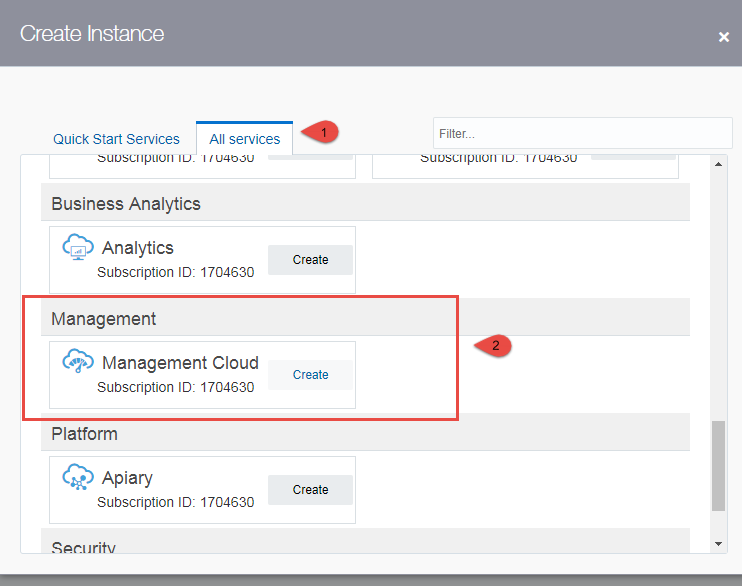 Create Instance
×
Quick Start Services
All services
1
Filter...
Subscription ID: 1704630
Subscription ID: 1704630
Business Analytics
Analytics
Subscription ID: 1704630
Create
Management
2
Management Cloud
Subscription ID: 1704630
Create
Platform
Apiary
Subscription ID: 1704630
Create
Security